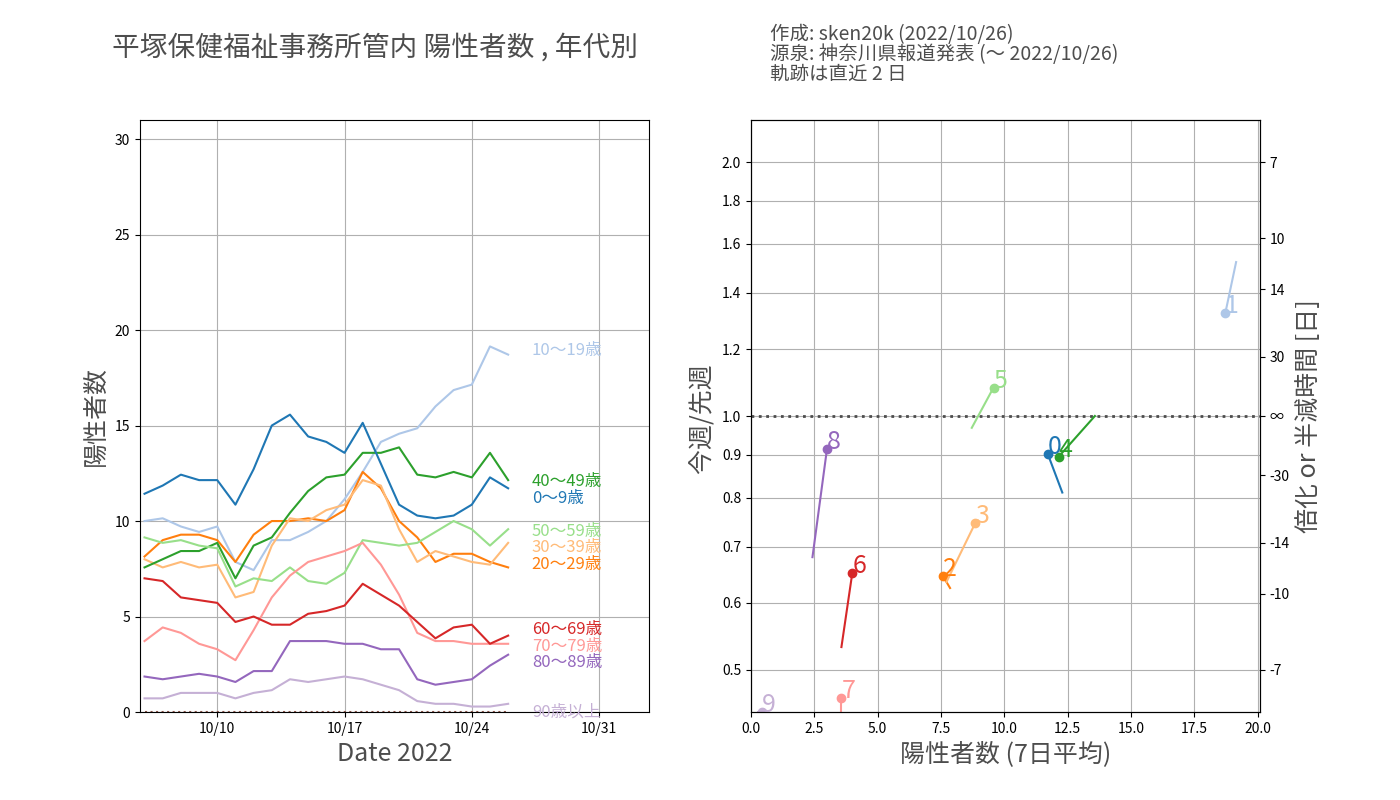 平塚保健福祉事務所管内 陽性者数 , 年代別
作成: sken20k (2022/10/26)
源泉: 神奈川県報道発表 (～ 2022/10/26)
軌跡は直近 2 日
陽性者数
30
25
20
15
10
5
0
10～19歳
40～49歳
0～9歳
50～59歳
30～39歳
20～29歳
60～69歳
70～79歳
80～89歳
90歳以上
10/10
10/17
10/24
10/31
Date 2022
今週/先週
2.0
1.8
1.6
1.4
1.2
1.0
0.9
0.8
0.7
0.6
0.5
1
5
8
0
4
3
6
2
7
9
0.0
2.5
5.0
7.5
10.0
12.5
15.0
17.5
20.0
陽性者数 (7日平均)
7
10
14
30
∞
-30
-14
-10
-7
倍化 or 半減時間 [日]